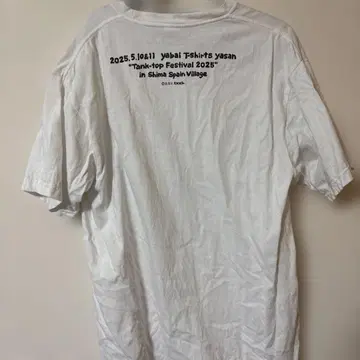 2025.5.10&11 yabai T-shirts yasan
"Tank-top Festival 2025"
in Shima Spain Village